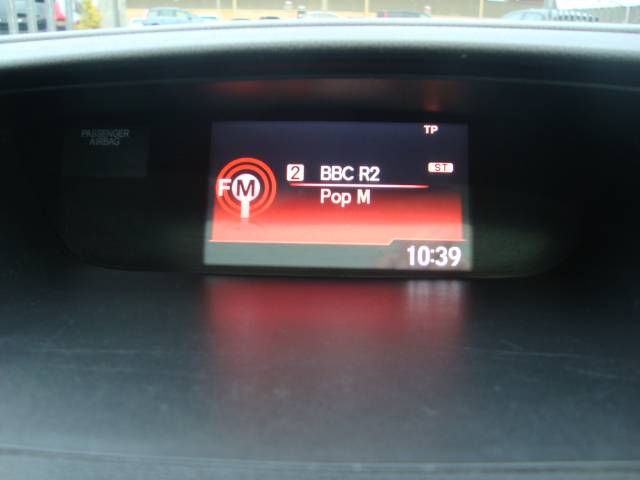 PASSENGER
AIRBAG
TP
FM
2 BBC R2
ST
Pop M
10:39